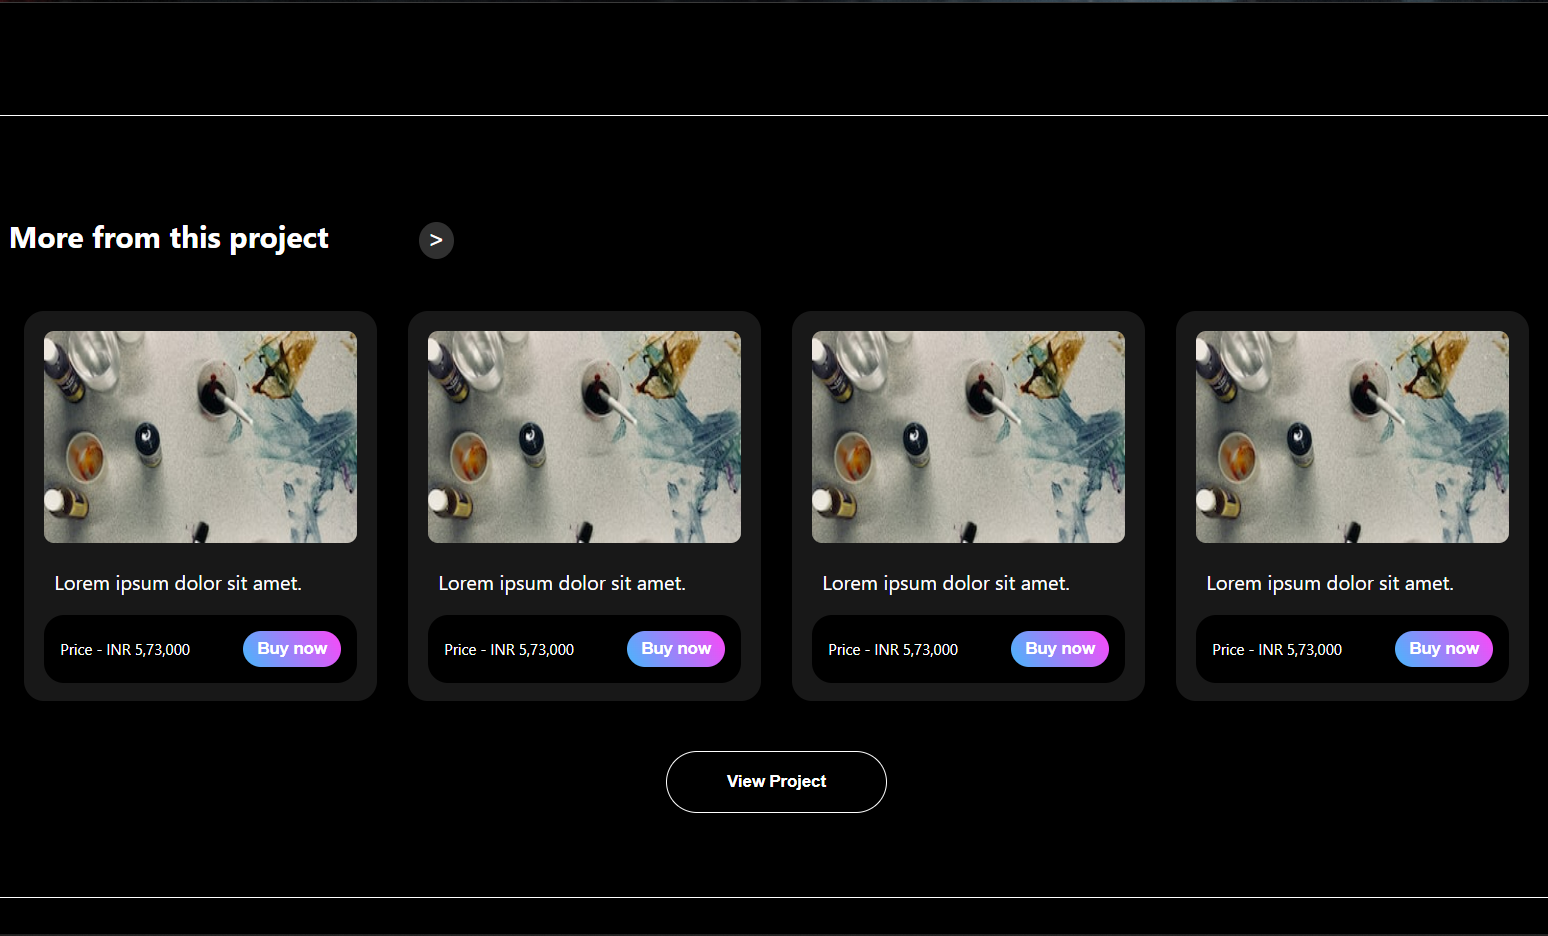 More from this project >
Lorem ipsum dolor sit amet.
Price - INR 5,73,000 Buy now
Lorem ipsum dolor sit amet.
Price - INR 5,73,000 Buy now
Lorem ipsum dolor sit amet.
Price - INR 5,73,000 Buy now
Lorem ipsum dolor sit amet.
Price - INR 5,73,000 Buy now
View Project